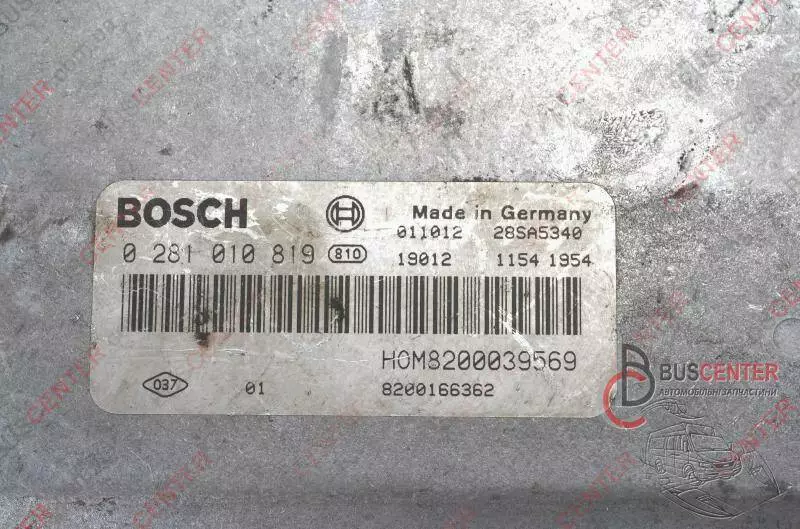 BOSCH
Made in Germany
0 281 010 819 810
011012 28SA5340
19012 1154 1954
HOM8200039569
037 01 8200166362
BUSCENTER
АВТОМОБІЛЬНІ ЗАПЧАСТИНИ